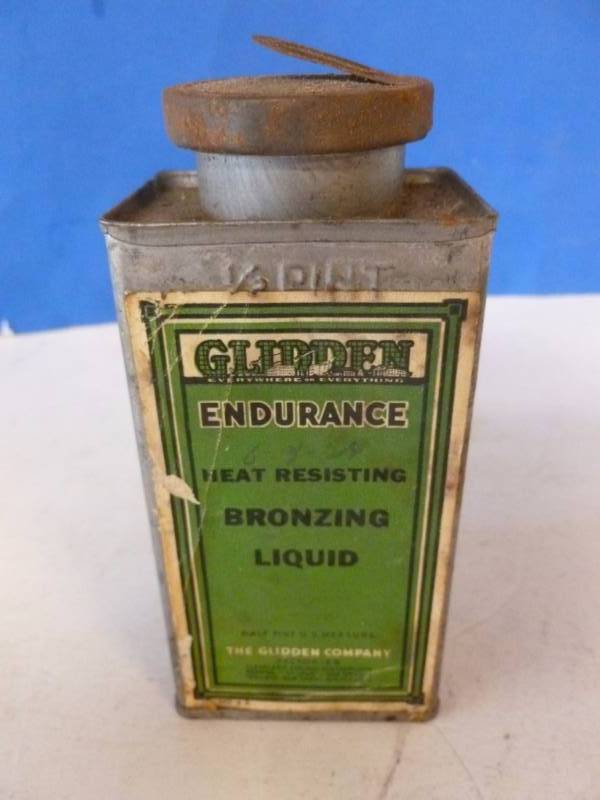 1/2 PINT
GLIDDEN
EVERYWHERE ON EVERYTHING
ENDURANCE
HEAT RESISTING
BRONZING
LIQUID
HALF PINT U.S. MEASURE
THE GLIDDEN COMPANY